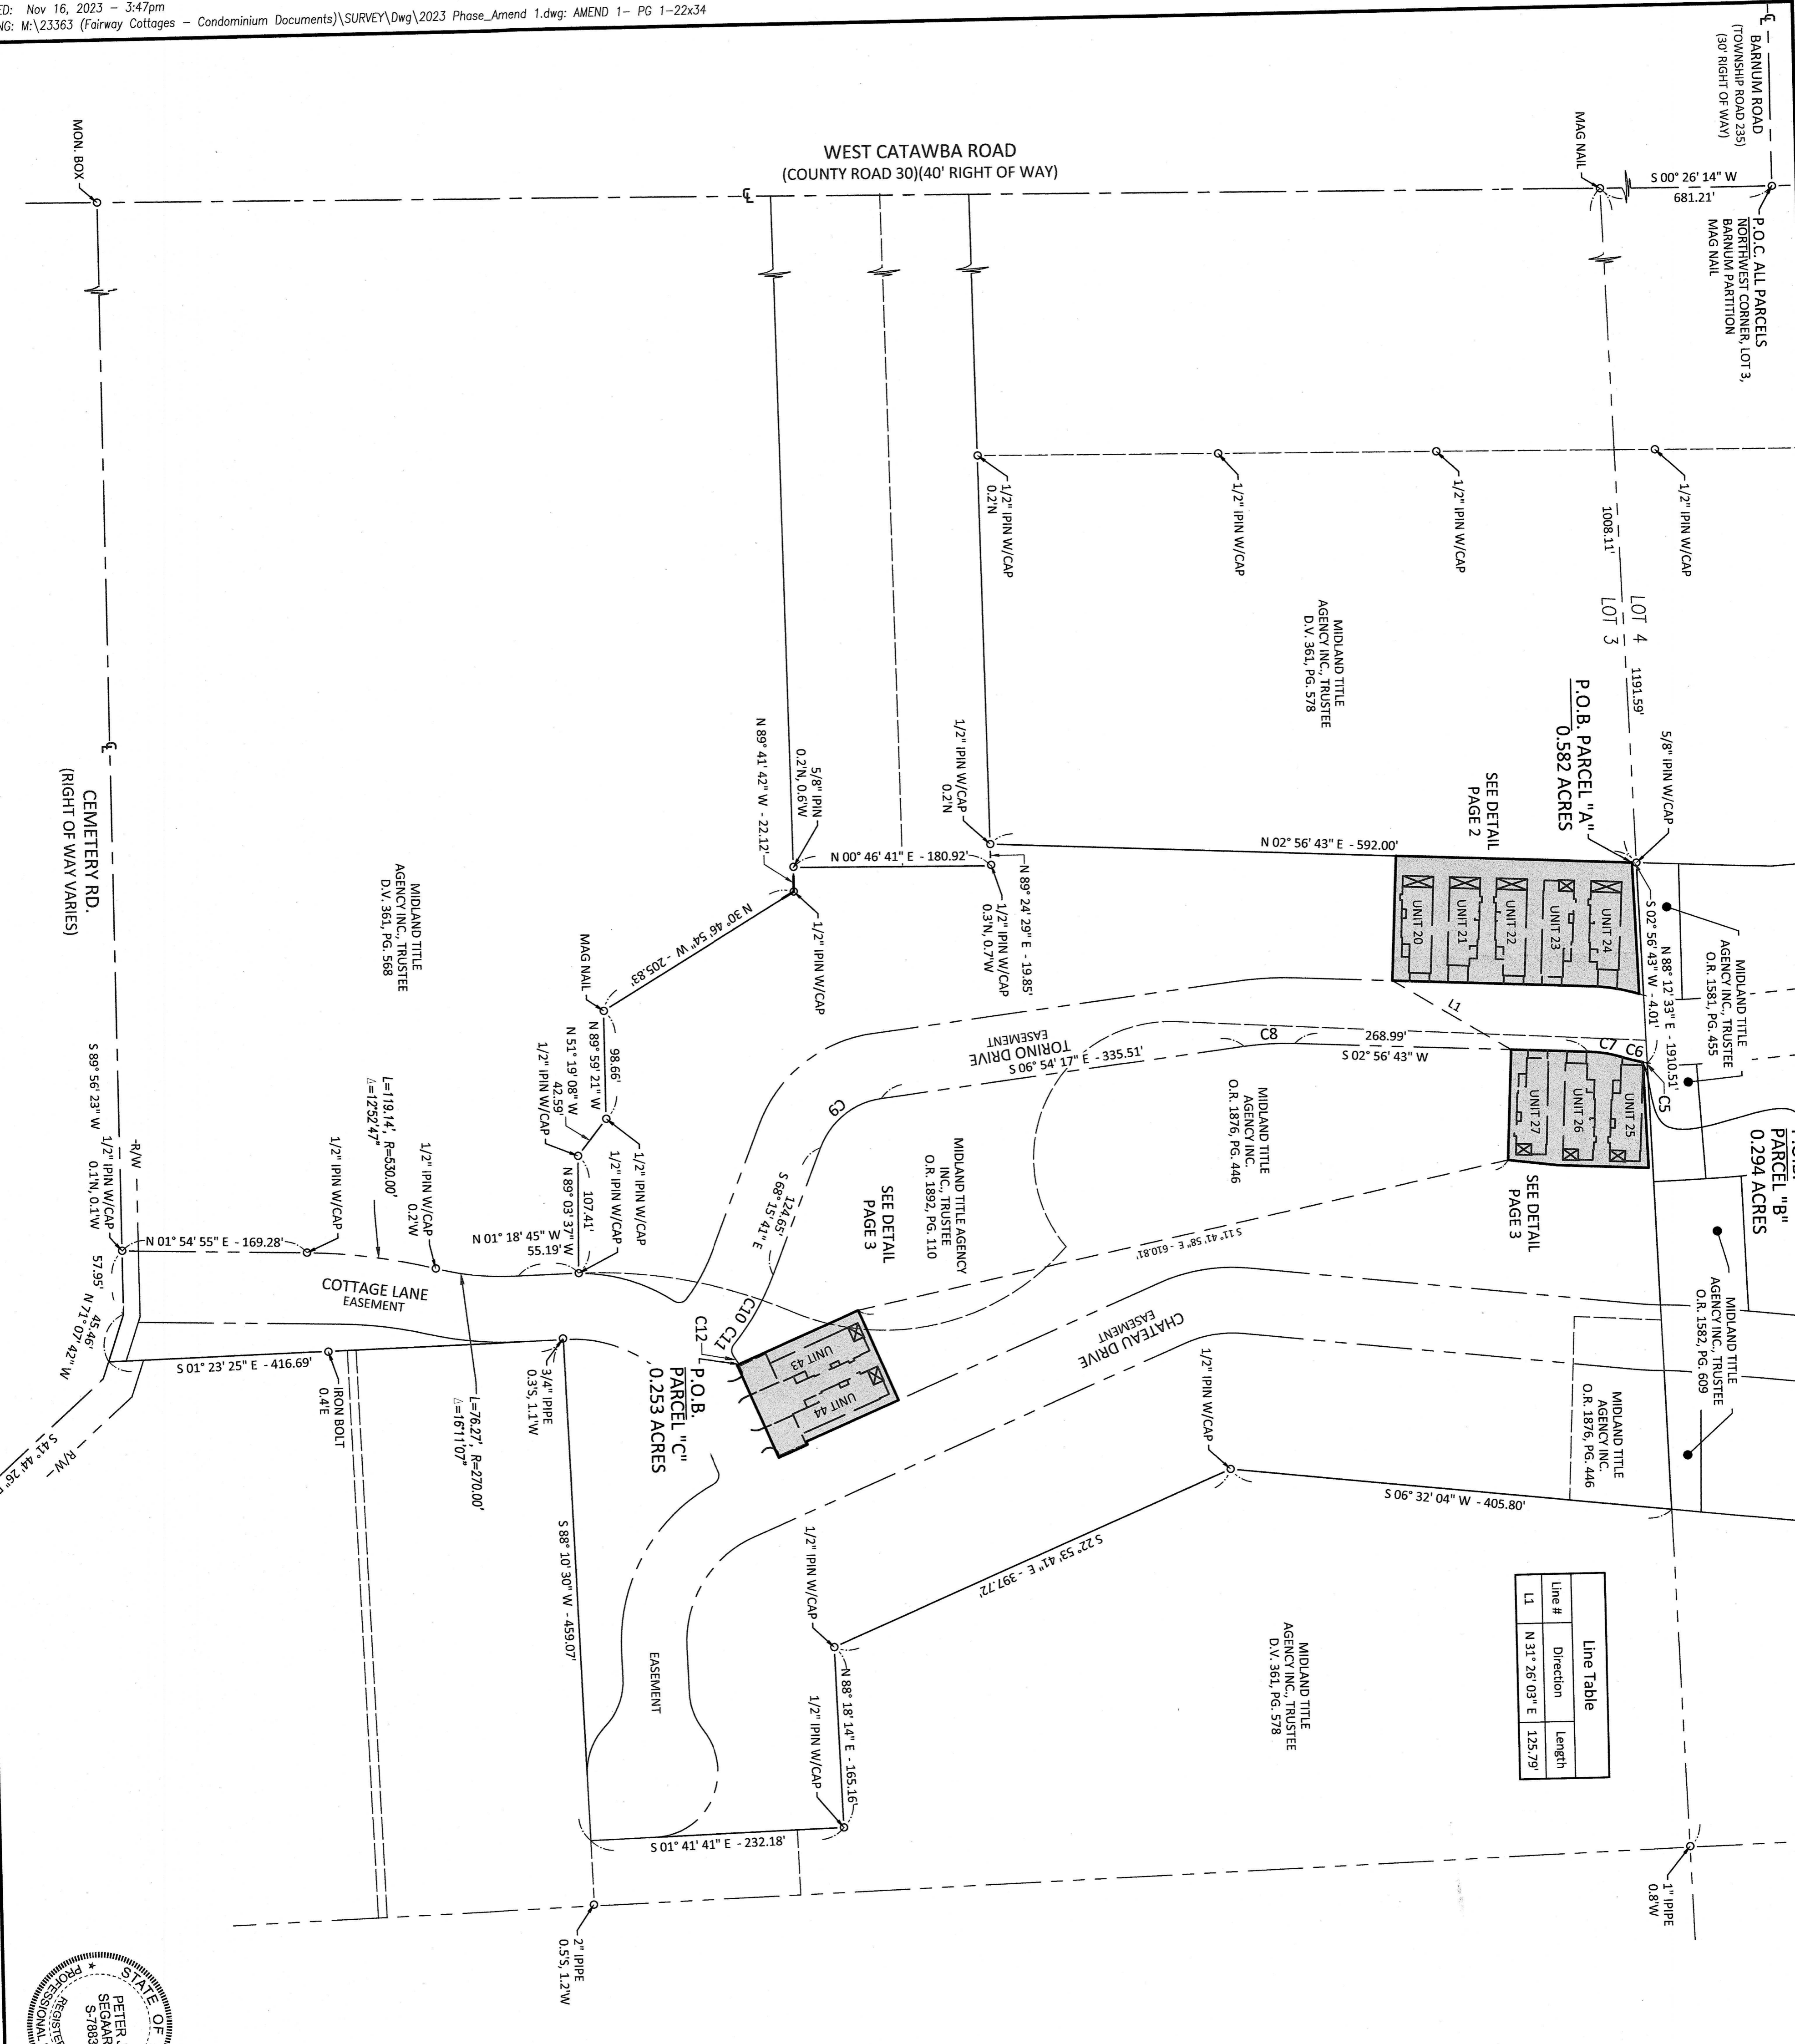 ED: Nov 16, 2023 – 3:47pm
NG: M:\23363 (Fairway Cottages – Condominium Documents)\SURVEY\Dwg\2023 Phase_Amend 1.dwg: AMEND 1- PG 1-22x34
BARNUM ROAD
(TOWNSHIP ROAD 235)
(30' RIGHT OF WAY)
MON. BOX
WEST CATAWBA ROAD
(COUNTY ROAD 30)(40' RIGHT OF WAY)
MAG NAIL
S 00° 26' 14" W
681.21'
P.O.C. ALL PARCELS
NORTHWEST CORNER, LOT 3,
BARNUM PARTITION
MAG NAIL
1/2" IPIN W/CAP
0.2'N
1/2" IPIN W/CAP
1/2" IPIN W/CAP
1/2" IPIN W/CAP
1008.11'
LOT 4
LOT 3
1191.59'
MIDLAND TITLE
AGENCY INC., TRUSTEE
D.V. 361, PG. 578
P.O.B. PARCEL "A"
0.582 ACRES
5/8" IPIN W/CAP
SEE DETAIL
PAGE 2
1/2" IPIN W/CAP
0.2'N
N 02° 56' 43" E - 592.00'
5/8" IPIN
0.2'N, 0.6'W
N 89° 41' 42" W - 22.12'
N 00° 46' 41" E - 180.92'
N 89° 24' 29" E - 19.85'
1/2" IPIN W/CAP
0.3'N, 0.7'W
1/2" IPIN W/CAP
N 30° 46' 54" W - 205.83'
UNIT 20
UNIT 21
UNIT 22
UNIT 23
UNIT 24
S 02° 56' 43" W - 4.01'
N 88° 12' 33" E - 1910.51'
MIDLAND TITLE
AGENCY INC., TRUSTEE
O.R. 1581, PG. 455
CEMETERY RD.
(RIGHT OF WAY VARIES)
MIDLAND TITLE
AGENCY INC., TRUSTEE
D.V. 361, PG. 568
MAG NAIL
98.66'
N 89° 59' 21" W
N 51° 19' 08" W
42.59'
1/2" IPIN W/CAP
1/2" IPIN W/CAP
1/2" IPIN W/CAP
107.41'
N 89° 03' 37" W
L1
C8
268.99'
S 02° 56' 43" W
C7
C6
C5
TORINO DRIVE
EASEMENT
S 06° 54' 17" E - 335.51'
C9
UNIT 25
UNIT 26
UNIT 27
PARCEL "B"
0.294 ACRES
MIDLAND TITLE
AGENCY INC.
O.R. 1876, PG. 446
MIDLAND TITLE AGENCY
INC., TRUSTEE
O.R. 1892, PG. 110
SEE DETAIL
PAGE 3
SEE DETAIL
PAGE 3
124.65'
S 68° 15' 41" E
S 11° 41' 58" E - 610.81'
S 89° 56' 23" W
1/2" IPIN W/CAP
0.1'N, 0.1'W
R/W
1/2" IPIN W/CAP
L=119.14', R=530.00'
Δ=12°52'47"
1/2" IPIN W/CAP
0.2'W
N 01° 18' 45" W
55.19'
N 01° 54' 55" E - 169.28'
COTTAGE LANE
EASEMENT
57.95'
45.46'
N 71° 07' 42" W
S 01° 23' 25" E - 416.69'
IRON BOLT
0.4'E
L=76.27', R=270.00'
Δ=16°11'07"
3/4" IPIPE
0.3'S, 1.1'W
C10
C11
C12
P.O.B.
PARCEL "C"
0.253 ACRES
UNIT 43
UNIT 44
CHATEAU DRIVE
EASEMENT
1/2" IPIN W/CAP
MIDLAND TITLE
AGENCY INC., TRUSTEE
O.R. 1582, PG. 609
MIDLAND TITLE
AGENCY INC.
O.R. 1876, PG. 446
S 06° 32' 04" W - 405.80'
R/W
S 41° 44' 26"
S 88° 10' 30" W - 459.07'
EASEMENT
1/2" IPIN W/CAP
S 22° 53' 41" E - 397.72'
N 88° 18' 14" E - 165.16'
1/2" IPIN W/CAP
S 01° 41' 41" E - 232.18'
MIDLAND TITLE
AGENCY INC., TRUSTEE
D.V. 361, PG. 578
Line Table
Line # Direction Length
L1 N 31° 26' 03" E 125.79'
2" IPIPE
0.5'S, 1.2'W
1" IPIPE
0.8'W
STATE OF
PETER
SEGAAR
S-7883
REGISTE
PROFESSIONAL